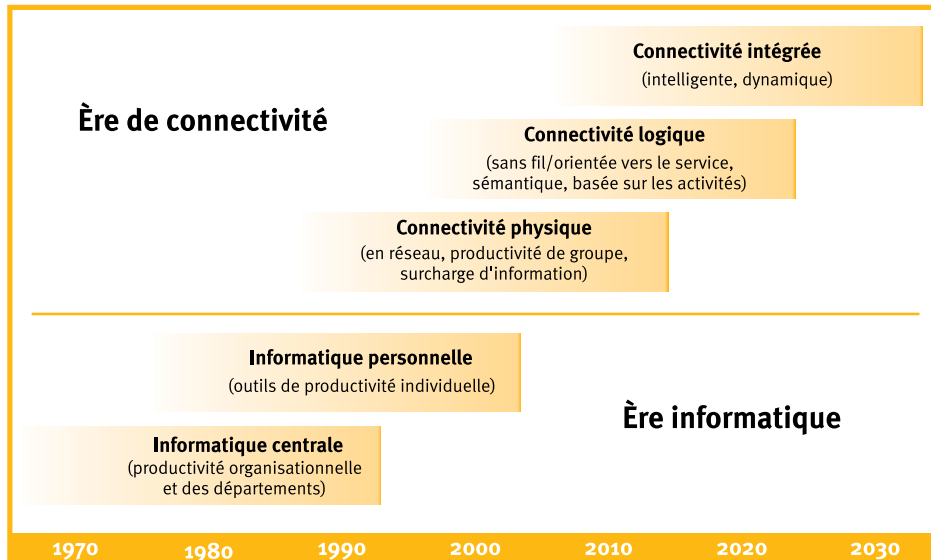 Connectivité intégrée
(intelligente, dynamique)
Ère de connectivité
Connectivité logique
(sans fil/orientée vers le service,
sémantique, basée sur les activités)
Connectivité physique
(en réseau, productivité de groupe,
surcharge d'information)
Informatique personnelle
(outils de productivité individuelle)
Ère informatique
Informatique centrale
(productivité organisationnelle
et des départements)
1970 1980 1990 2000 2010 2020 2030